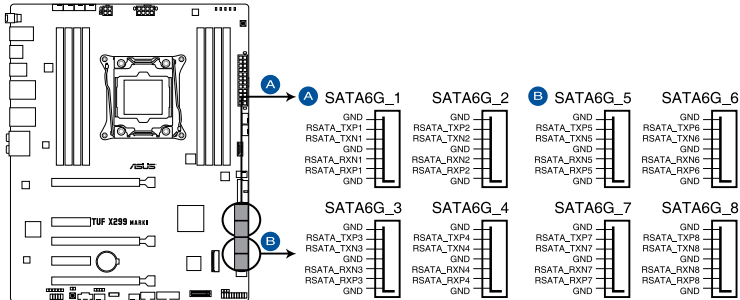 A
B
ASUS
TUF X299 MARK II
A SATA6G_1
GND
RSATA_TXP1
RSATA_TXN1
GND
RSATA_RXN1
RSATA_RXP1
GND
SATA6G_2
GND
RSATA_TXP2
RSATA_TXN2
GND
RSATA_RXN2
RSATA_RXP2
GND
B SATA6G_5
GND
RSATA_TXP5
RSATA_TXN5
GND
RSATA_RXN5
RSATA_RXP5
GND
SATA6G_6
GND
RSATA_TXP6
RSATA_TXN6
GND
RSATA_RXN6
RSATA_RXP6
GND
SATA6G_3
GND
RSATA_TXP3
RSATA_TXN3
GND
RSATA_RXN3
RSATA_RXP3
GND
SATA6G_4
GND
RSATA_TXP4
RSATA_TXN4
GND
RSATA_RXN4
RSATA_RXP4
GND
SATA6G_7
GND
RSATA_TXP7
RSATA_TXN7
GND
RSATA_RXN7
RSATA_RXP7
GND
SATA6G_8
GND
RSATA_TXP8
RSATA_TXN8
GND
RSATA_RXN8
RSATA_RXP8
GND